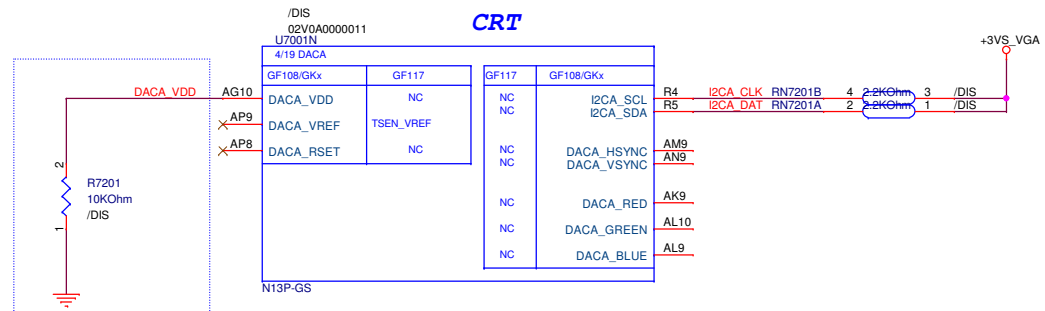 CRT
/DIS
02V0A0000011
U7001N
4/19 DACA
GF108/GKx GF117 GF117 GF108/GKx
+3VS_VGA
DACA_VDD AG10 DACA_VDD NC NC I2CA_SCL R4 I2CA_CLK RN7201B 4 2.2KOhm 3 /DIS
NC I2CA_SDA R5 I2CA_DAT RN7201A 2 2.2KOhm 1 /DIS
AP9 DACA_VREF TSEN_VREF
AP8 DACA_RSET NC NC DACA_HSYNC AM9
NC DACA_VSYNC AN9
2
R7201
10KOhm
/DIS
1
NC DACA_RED AK9
NC DACA_GREEN AL10
NC DACA_BLUE AL9
N13P-GS